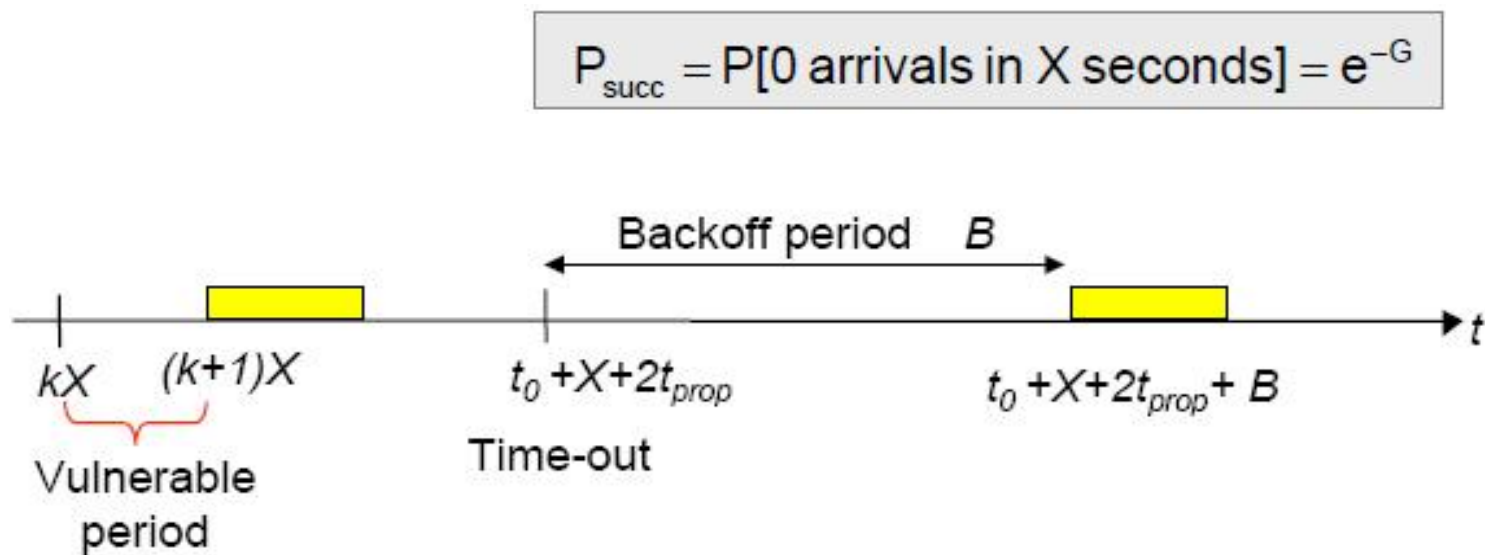 P_succ = P[0 arrivals in X seconds] = e^–G
Backoff period B
t
kX
(k+1)X
t_0 +X+2t_prop
t_0 +X+2t_prop + B
Vulnerable
period
Time-out